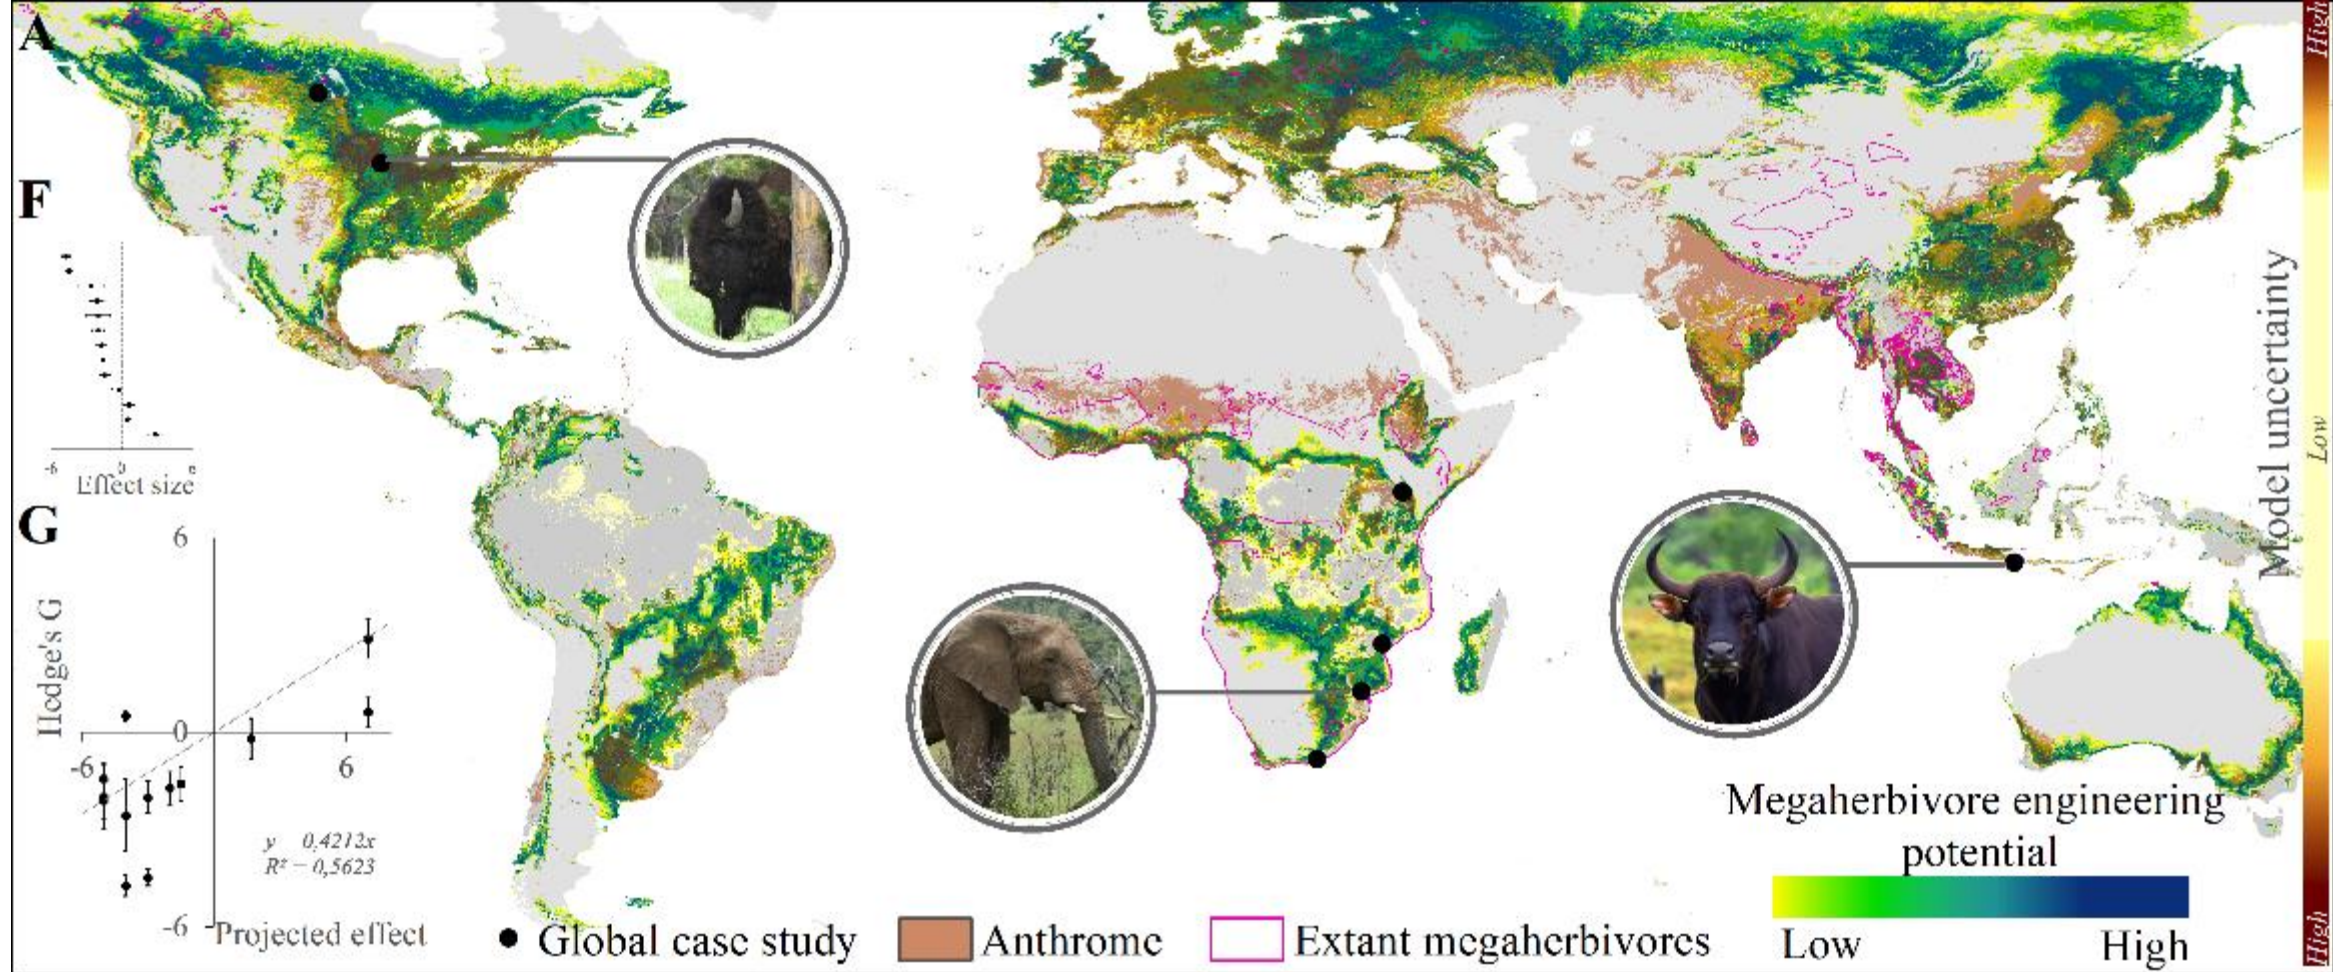 A
High
F
-6
0
Effect size
Model uncertainty
Low
G
6
Hedge's G
0
-6
6
y 0,4212x
R² – 0,5623
-6
Projected effect
Megaherbivore engineering
potential
Low
High
Global case study
Anthrome
Extant megaherbivores
High